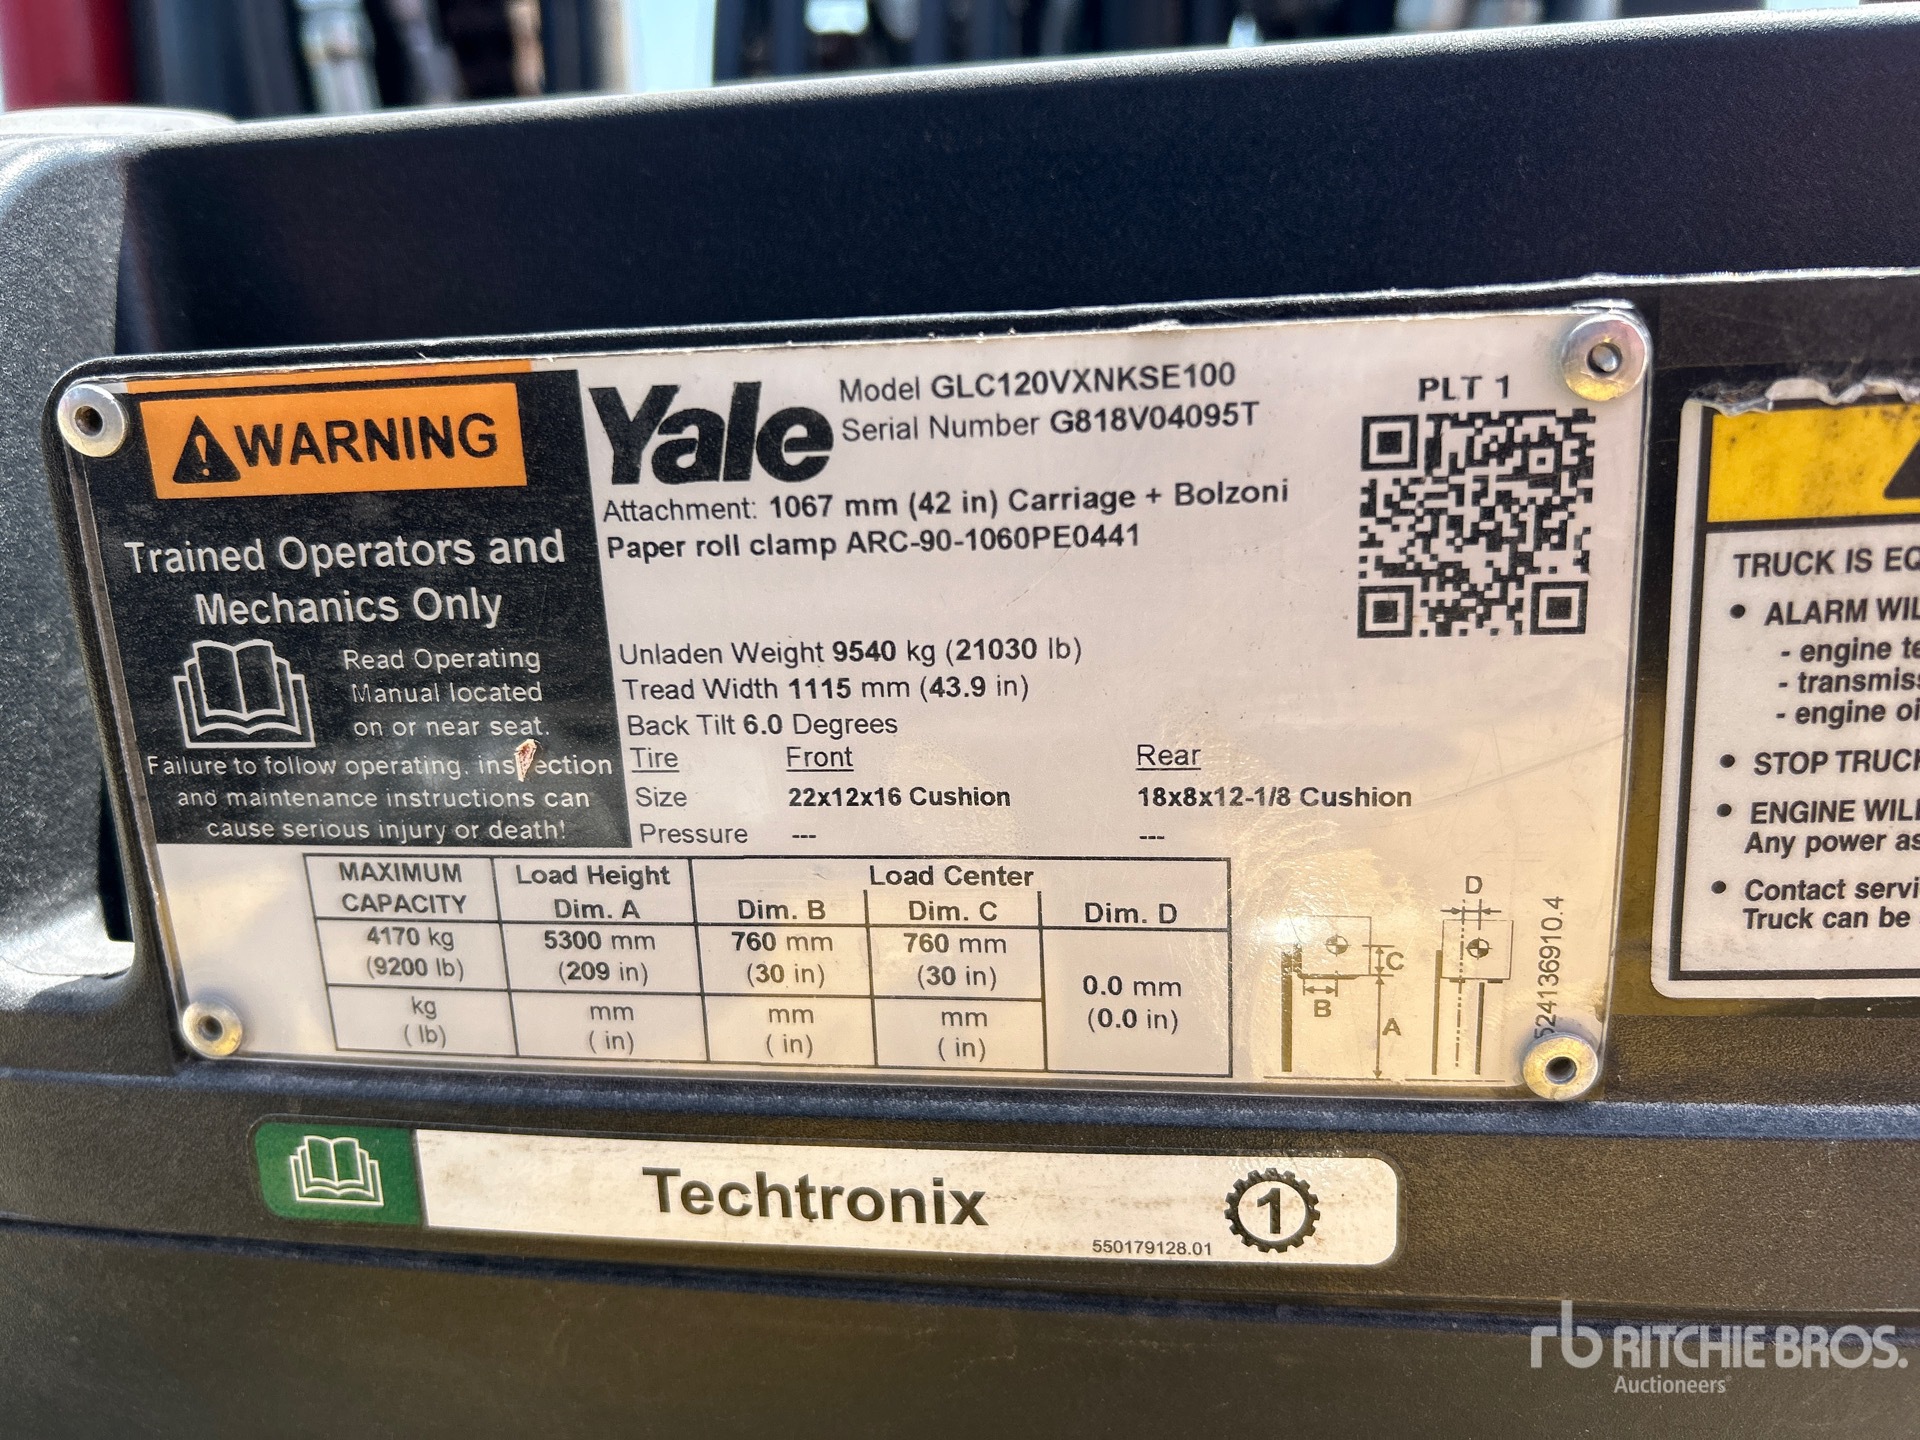 WARNING
Trained Operators and
Mechanics Only
Read Operating
Manual located
on or near seat.
Failure to follow operating, inspection
and maintenance instructions can
cause serious injury or death!
Yale
Model GLC120VXNKSE100
Serial Number G818V04095T
PLT 1
Attachment: 1067 mm (42 in) Carriage + Bolzoni
Paper roll clamp ARC-90-1060PE0441
Unladen Weight 9540 kg (21030 lb)
Tread Width 1115 mm (43.9 in)
Back Tilt 6.0 Degrees
Tire Front Rear
Size 22x12x16 Cushion 18x8x12-1/8 Cushion
Pressure --- ---
MAXIMUM Load Height Load Center
CAPACITY Dim. A Dim. B Dim. C Dim. D
4170 kg 5300 mm 760 mm 760 mm
(9200 lb) (209 in) (30 in) (30 in)
0.0 mm
(0.0 in)
kg mm mm mm
( lb) ( in) ( in) ( in)
D
C
B
A
524136910.4
TRUCK IS EQ
• ALARM WIL
- engine te
- transmiss
- engine oi
• STOP TRUCK
• ENGINE WILL
Any power as
• Contact servi
Truck can be
Techtronix
1
550179128.01
rb RITCHIE BROS.
Auctioneers